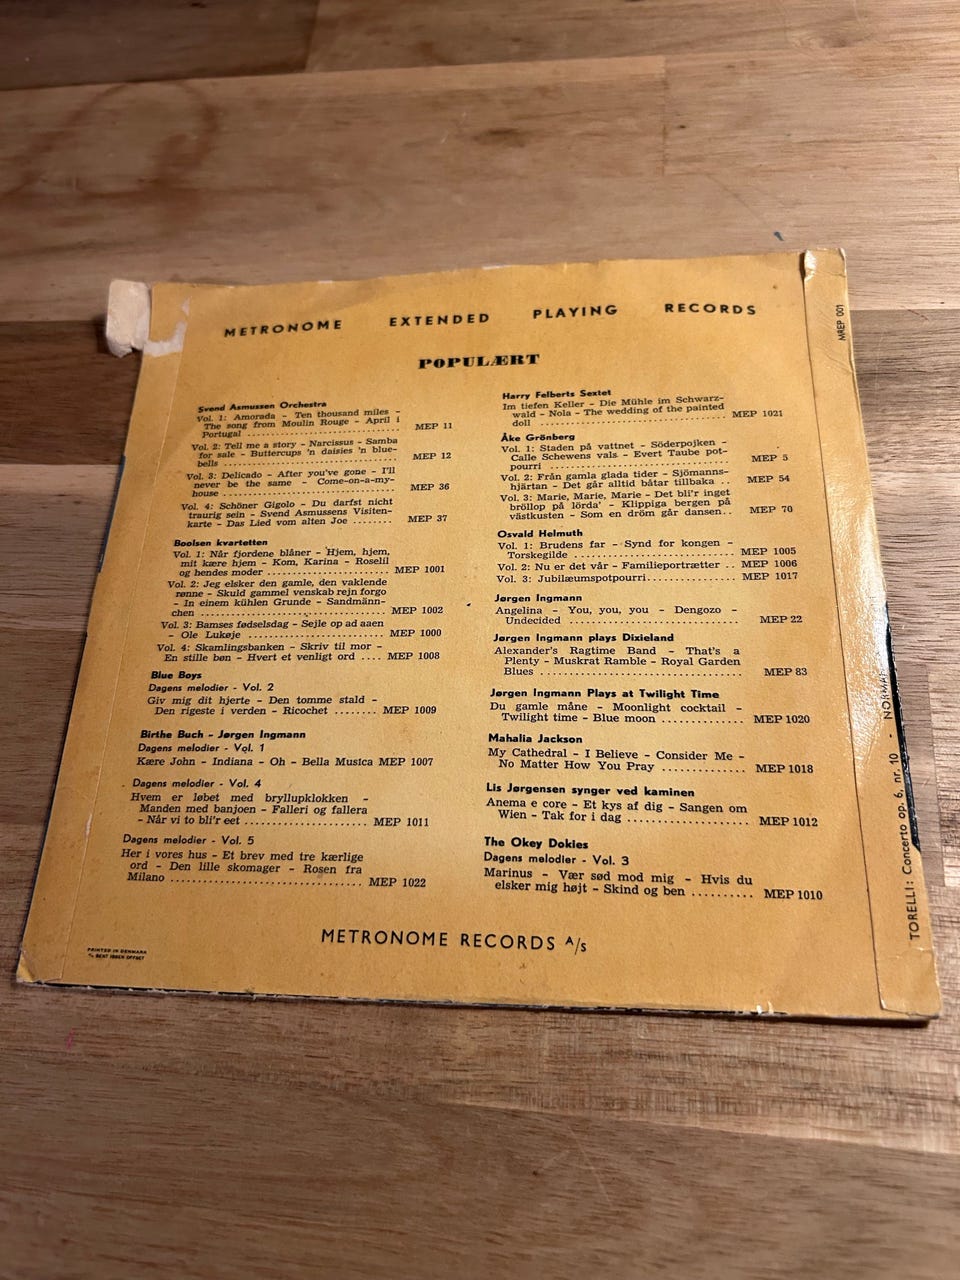 METRONOME EXTENDED PLAYING RECORDS
POPULÆRT
Svend Asmussen Orchestra
Vol. 1: Amorada - Ten thousand miles -
The song from Moulin Rouge - April i
Portugal .......................... MEP 11
Vol. 2: Tell me a story - Narcissus - Samba
for sale - Buttercups 'n daisies 'n blue-
bells .............................. MEP 12
Vol. 3: Delicado - After you've gone - I'll
never be the same - Come-on-a-my-
house .............................. MEP 36
Vol. 4: Schöner Gigolo - Du darfst nicht
traurig sein - Svend Asmussens Visiten-
karte - Das Lied vom alten Joe ........ MEP 37
Boolsen kvartetten
Vol. 1: Når fjordene blåner - Hjem, hjem,
mit kære hjem - Kom, Karina - Roselil
og hendes moder .................... MEP 1001
Vol. 2: Jeg elsker den gamle, den vaklende
rønne - Skuld gammel venskab rejn forgo
- In einem kühlen Grunde - Sandmänn-
chen ................................ MEP 1002
Vol. 3: Bamses fødselsdag - Sejle op ad aaen
- Ole Lukøje ........................ MEP 1000
Vol. 4: Skamlingsbanken - Skriv til mor -
En stille bøn - Hvert et venligt ord .... MEP 1008
Blue Boys
Dagens melodier - Vol. 2
Giv mig dit hjerte - Den tomme stald -
Den rigeste i verden - Ricochet ........ MEP 1009
Birthe Buch - Jørgen Ingmann
Dagens melodier - Vol. 1
Kære John - Indiana - Oh - Bella Musica MEP 1007
Dagens melodier - Vol. 4
Hvem er løbet med bryllupklokken -
Manden med banjoen - Falleri og fallera
- Når vi to bli'r eet .................... MEP 1011
Dagens melodier - Vol. 5
Her i vores hus - Et brev med tre kærlige
ord - Den lille skomager - Rosen fra
Milano .............................. MEP 1022
Harry Felberts Sextet
Im tiefen Keller - Die Mühle im Schwarz-
wald - Nola - The wedding of the painted
doll .............................. MEP 1021
Åke Grönberg
Vol. 1: Staden på vattnet - Söderpojken -
Calle Schewens vals - Evert Taube pot-
pourri .............................. MEP 5
Vol. 2: Från gamla glada tider - Sjömanns-
hjärtan - Det går alltid båtar tillbaka .. MEP 54
Vol. 3: Marie, Marie, Marie - Det bli'r inget
bröllop på lörda' - Klippiga bergen på
västkusten - Som en dröm går dansen.. MEP 70
Osvald Helmuth
Vol. 1: Brudens far - Synd for kongen -
Torskegilde ........................ MEP 1005
Vol. 2: Nu er det vår - Familieportrætter .. MEP 1006
Vol. 3: Jubilæumspotpourri.............. MEP 1017
Jørgen Ingmann
Angelina - You, you, you - Dengozo -
Undecided .......................... MEP 22
Jørgen Ingmann plays Dixieland
Alexander's Ragtime Band - That's a
Plenty - Muskrat Ramble - Royal Garden
Blues .............................. MEP 83
Jørgen Ingmann Plays at Twilight Time
Du gamle måne - Moonlight cocktail -
Twilight time - Blue moon ............. MEP 1020
Mahalia Jackson
My Cathedral - I Believe - Consider Me -
No Matter How You Pray .............. MEP 1018
Lis Jørgensen synger ved kaminen
Anema e core - Et kys af dig - Sangen om
Wien - Tak for i dag .................. MEP 1012
The Okey Dokies
Dagens melodier - Vol. 3
Marinus - Vær sød mod mig - Hvis du
elsker mig højt - Skind og ben .......... MEP 1010
METRONOME RECORDS A/S
PRINTED IN DENMARK
A/S BENT IBSEN OFFSET
TORELLI: Concerto op. 6, nr. 10 - NORMAN
MREP 001